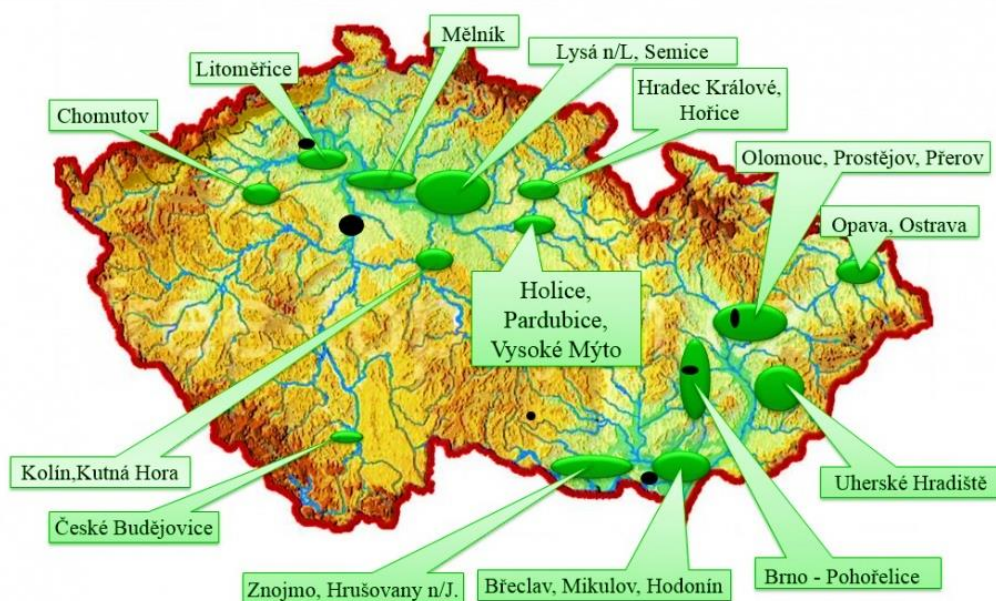 Mělník
Lysá n/L, Semice
Litoměřice
Hradec Králové,
Hořice
Chomutov
Olomouc, Prostějov, Přerov
Opava, Ostrava
Holice,
Pardubice,
Vysoké Mýto
Kolín,Kutná Hora
Uherské Hradiště
České Budějovice
Brno - Pohořelice
Znojmo, Hrušovany n/J.
Břeclav, Mikulov, Hodonín